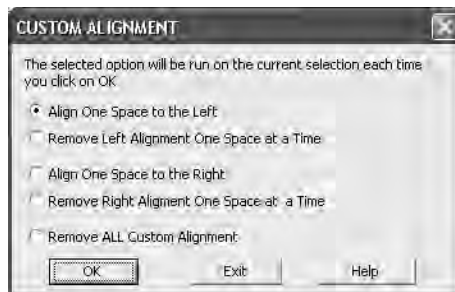 CUSTOM ALIGNMENT
The selected option will be run on the current selection each time
you click on OK
Align One Space to the Left
Remove Left Alignment One Space at a Time
Align One Space to the Right
Remove Right Aligment One Space at a Time
Remove ALL Custom Alignment
OK Exit Help